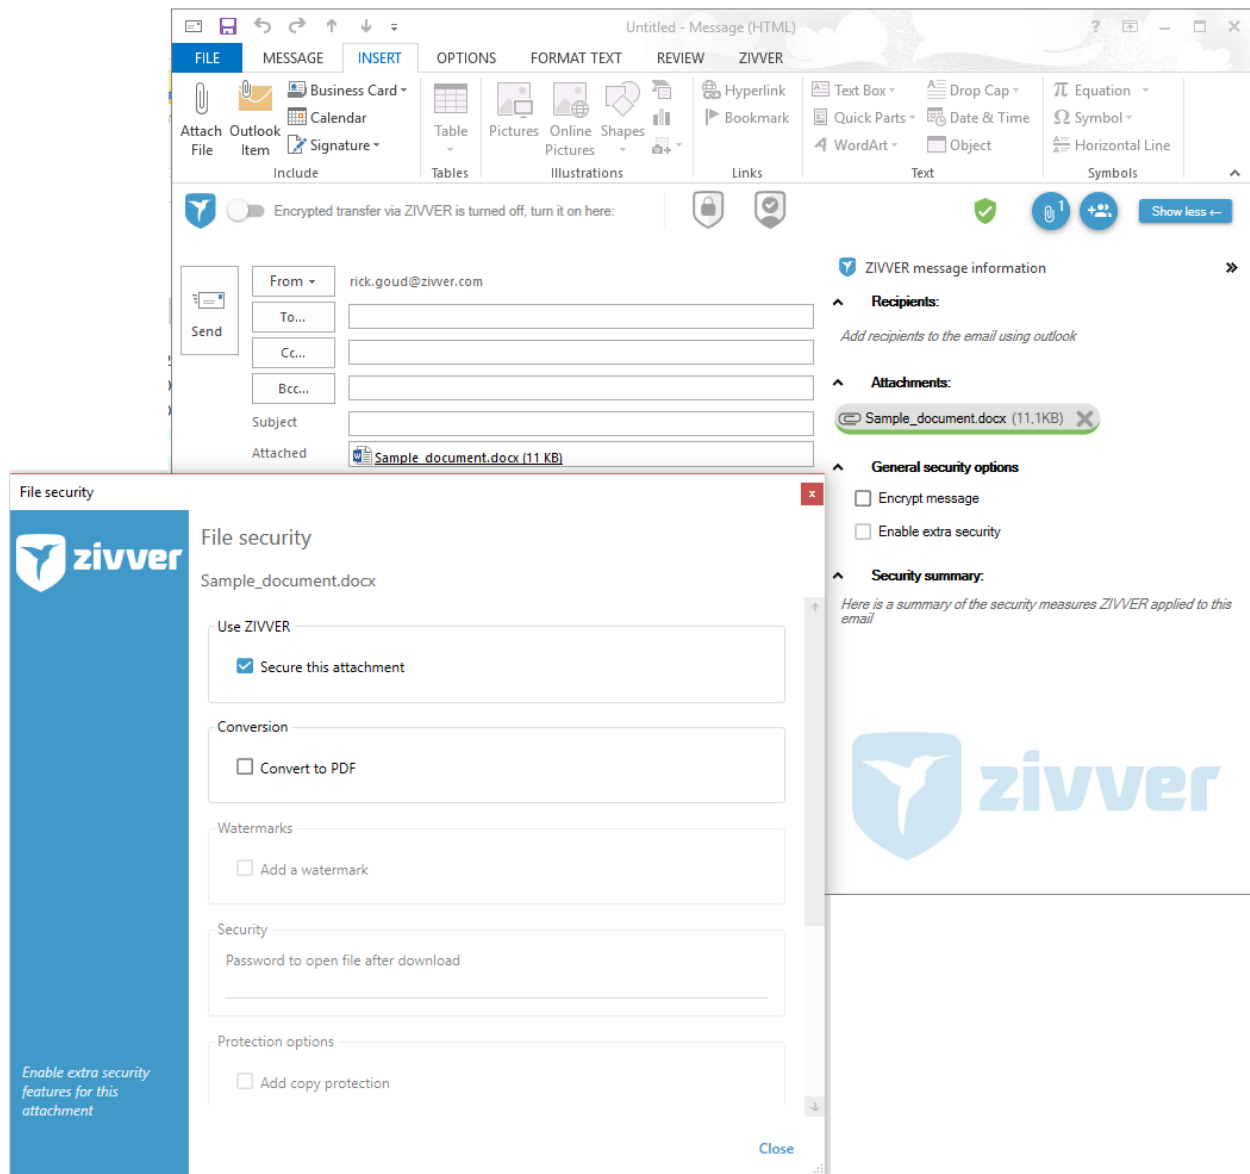 Untitled - Message (HTML)
FILE MESSAGE INSERT OPTIONS FORMAT TEXT REVIEW ZIVVER
Attach File
Outlook Item
Business Card
Calendar
Signature
Include
Table
Tables
Pictures
Online Pictures
Shapes
Illustrations
Hyperlink
Bookmark
Links
Text Box
Quick Parts
WordArt
Drop Cap
Date & Time
Object
Text
Equation
Symbol
Horizontal Line
Symbols
Encrypted transfer via ZIVVER is turned off, turn it on here:
1
Show less ←
Send
From
rick.goud@zivver.com
To...
Cc...
Bcc...
Subject
Attached
Sample_document.docx (11 KB)
ZIVVER message information
Recipients:
Add recipients to the email using outlook
Attachments:
Sample_document.docx (11,1KB)
General security options
Encrypt message
Enable extra security
Security summary:
Here is a summary of the security measures ZIVVER applied to this
email
zivver
File security
x
zivver
Enable extra security
features for this
attachment
File security
Sample_document.docx
Use ZIVVER
Secure this attachment
Conversion
Convert to PDF
Watermarks
Add a watermark
Security
Password to open file after download
Protection options
Add copy protection
Close